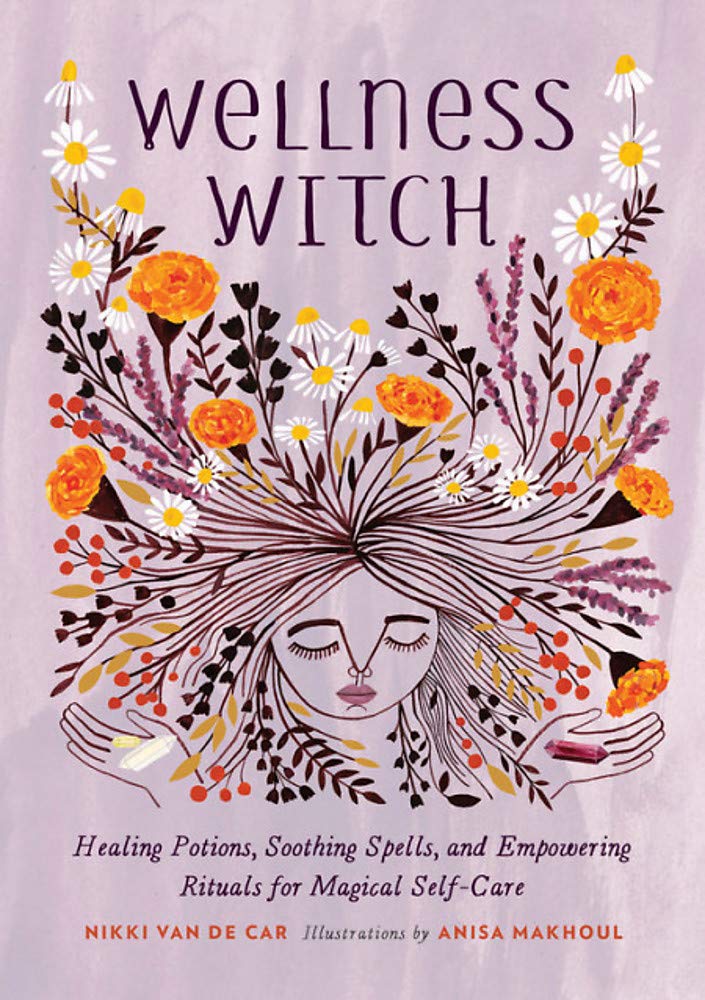 WELLNESS
WITCH
Healing Potions, Soothing Spells, and Empowering
Rituals for Magical Self-Care
NIKKI VAN DE CAR Illustrations by ANISA MAKHOUL